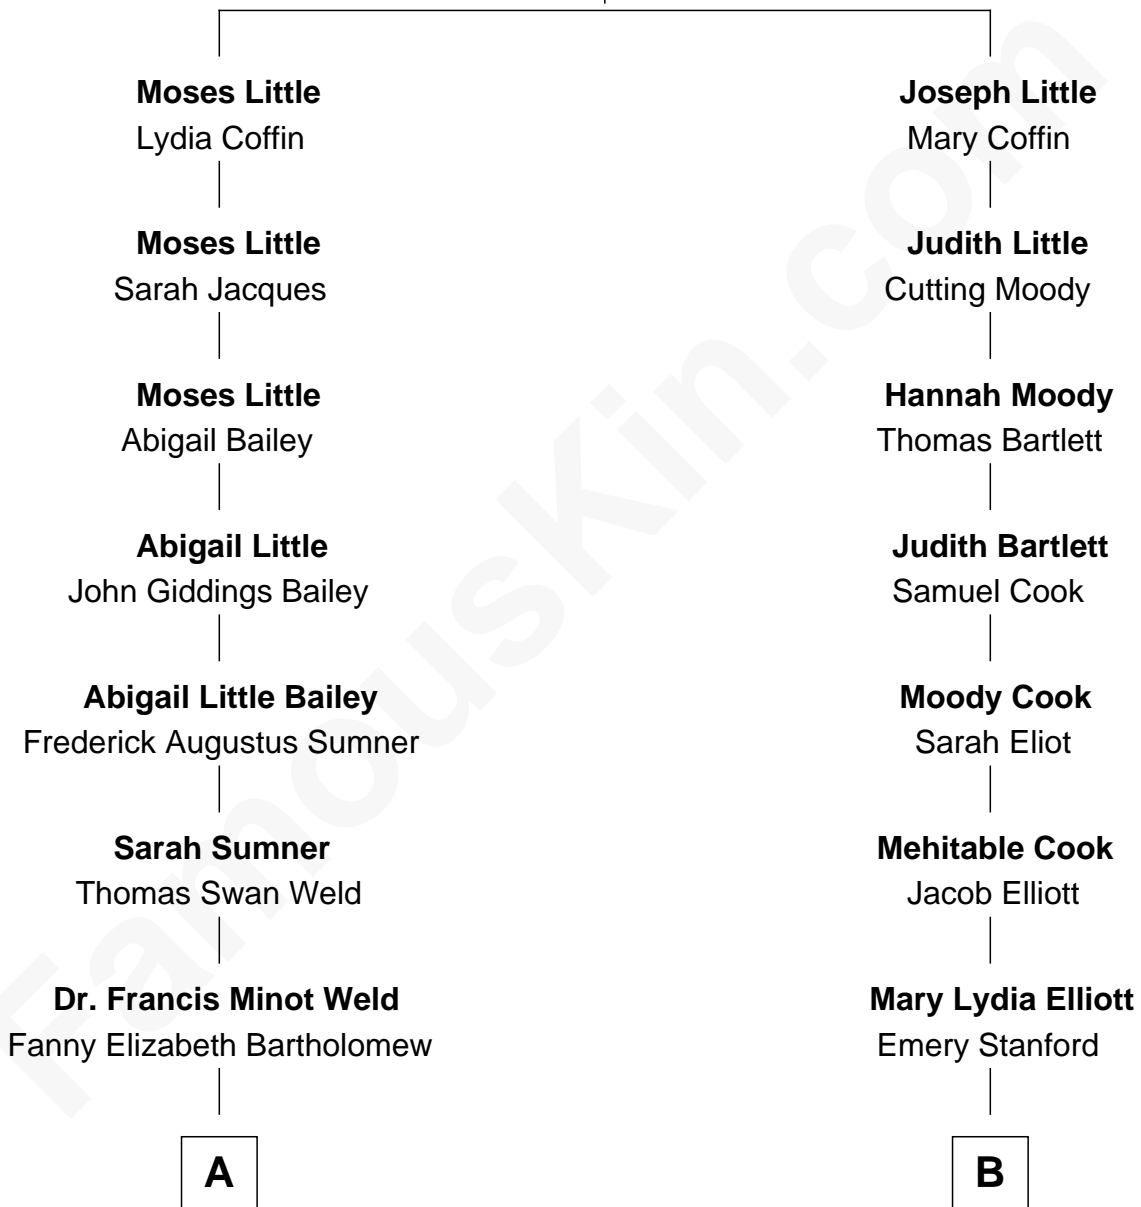 Moses Little
Lydia Coffin
Moses Little
Sarah Jacques
Moses Little
Abigail Bailey
Abigail Little
John Giddings Bailey
Abigail Little Bailey
Frederick Augustus Sumner
Sarah Sumner
Thomas Swan Weld
Dr. Francis Minot Weld
Fanny Elizabeth Bartholomew
A
Joseph Little
Mary Coffin
Judith Little
Cutting Moody
Hannah Moody
Thomas Bartlett
Judith Bartlett
Samuel Cook
Moody Cook
Sarah Eliot
Mehitable Cook
Jacob Elliott
Mary Lydia Elliott
Emery Stanford
B
FamousKin.com